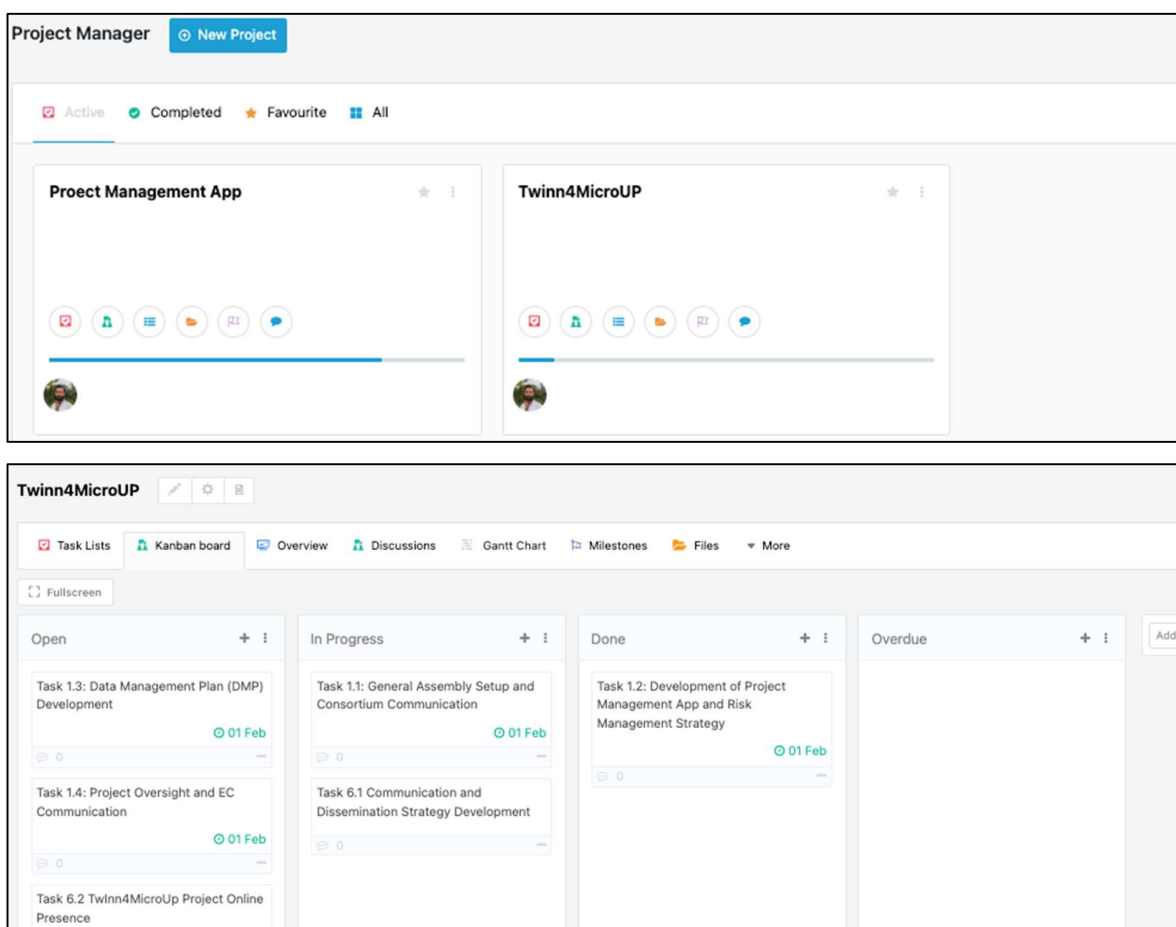 Project Manager
New Project
Active
Completed
Favourite
All
Proect Management App
Twinn4MicroUP
Twinn4MicroUP
Task Lists
Kanban board
Overview
Discussions
Gantt Chart
Milestones
Files
More
Fullscreen
Open
In Progress
Done
Overdue
Add
Task 1.3: Data Management Plan (DMP)
Development
01 Feb
0
Task 1.4: Project Oversight and EC
Communication
01 Feb
0
Task 6.2 TwInn4MicroUp Project Online
Presence
Task 1.1: General Assembly Setup and
Consortium Communication
01 Feb
0
Task 6.1 Communication and
Dissemination Strategy Development
0
Task 1.2: Development of Project
Management App and Risk
Management Strategy
01 Feb
0